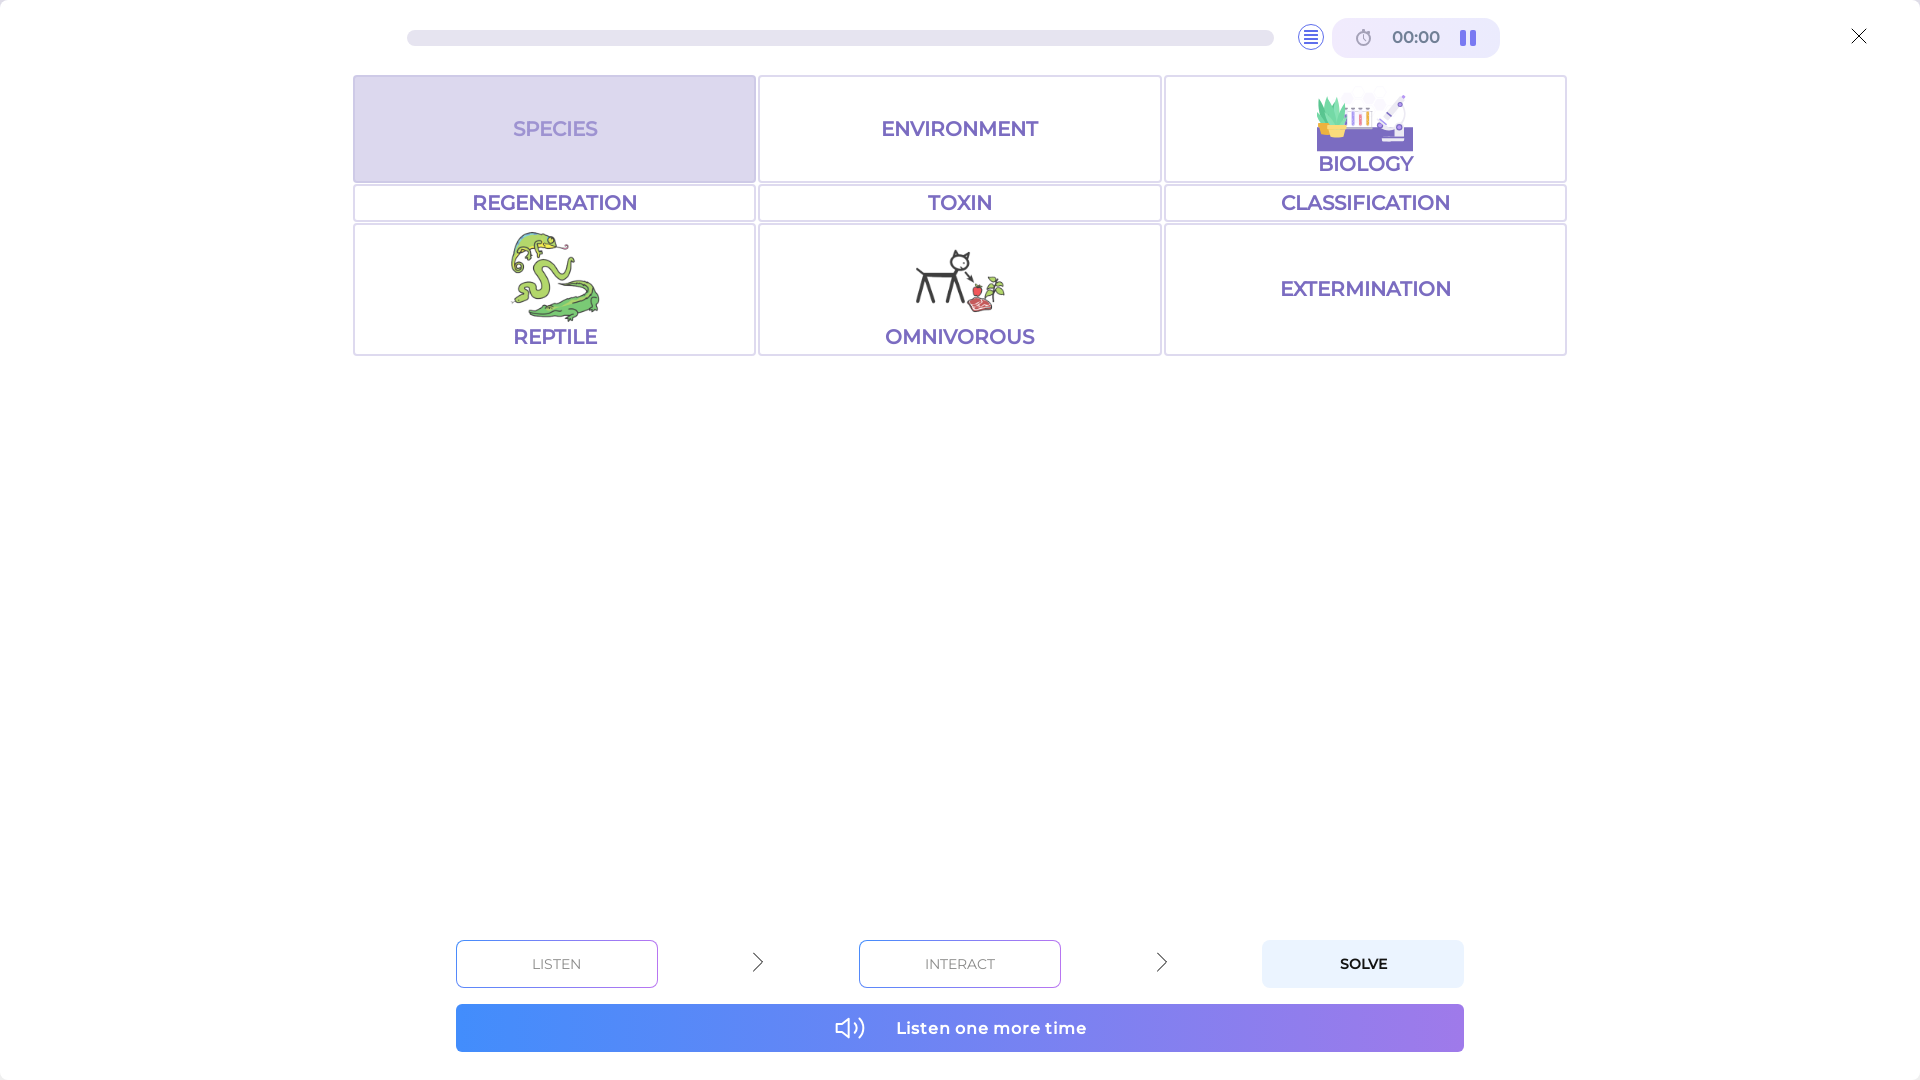 00:00
SPECIES
ENVIRONMENT
BIOLOGY
REGENERATION
TOXIN
CLASSIFICATION
REPTILE
OMNIVOROUS
EXTERMINATION
LISTEN
INTERACT
SOLVE
Listen one more time